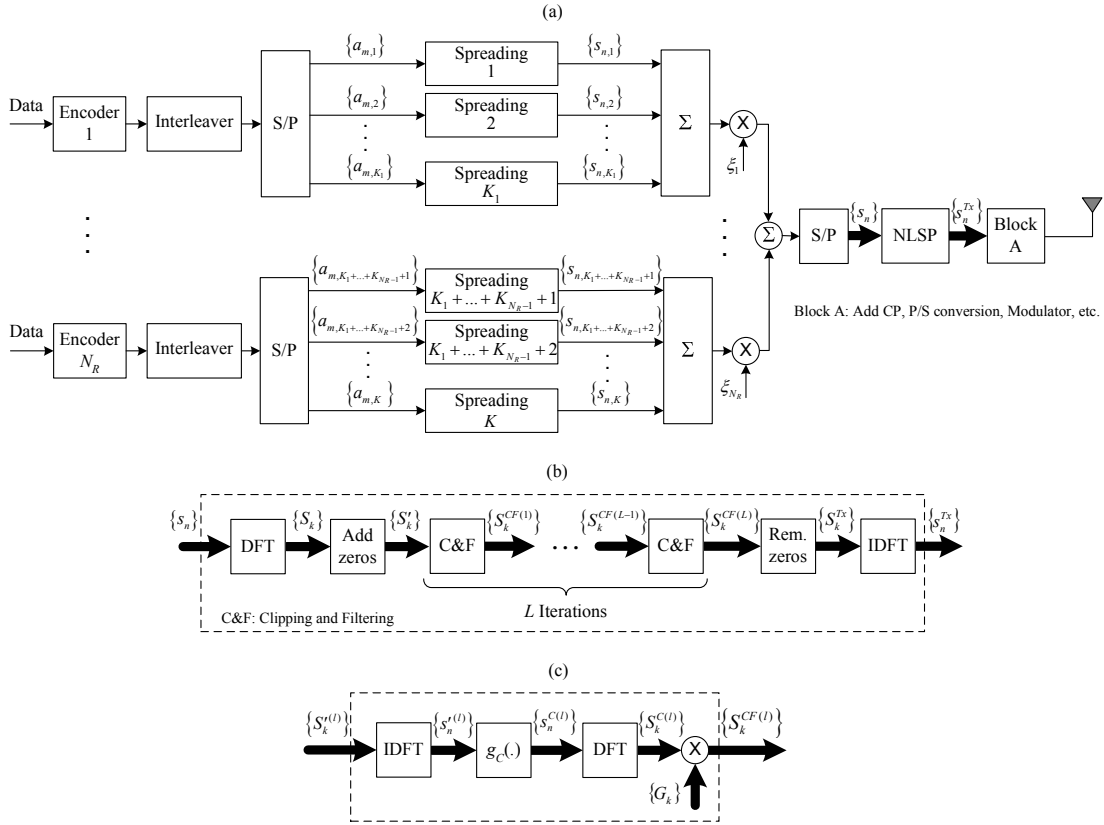 (a)
{a_{m,1}}
Spreading
1
{s_{n,1}}
Data
Encoder
1
Interleaver
S/P
{a_{m,2}}
Spreading
2
{s_{n,2}}
Σ
X
ξ_1
{a_{m,K_1}}
Spreading
K_1
{s_{n,K_1}}
Σ
S/P
{s_n}
NLSP
{s_n^{Tx}}
Block
A
Block A: Add CP, P/S conversion, Modulator, etc.
{a_{m,K_1+...+K_{N_R-1}+1}}
Spreading
K_1+...+K_{N_R-1}+1
{s_{n,K_1+...+K_{N_R-1}+1}}
Data
Encoder
N_R
Interleaver
S/P
{a_{m,K_1+...+K_{N_R-1}+2}}
Spreading
K_1+...+K_{N_R-1}+2
{s_{n,K_1+...+K_{N_R-1}+2}}
Σ
X
ξ_{N_R}
{a_{m,K}}
Spreading
K
{s_{n,K}}
(b)
{s_n}
DFT
{S_k}
Add
zeros
{S'_k}
C&F
{S_k^{CF(1)}}
...
{S_k^{CF(L-1)}}
C&F
{S_k^{CF(L)}}
Rem.
zeros
{S_k^{Tx}}
IDFT
{s_n^{Tx}}
L Iterations
C&F: Clipping and Filtering
(c)
{S'_k^{(l)}}
IDFT
{s'_n^{(l)}}
g_C(.)
{s_n^{C(l)}}
DFT
{S_k^{C(l)}}
X
{S_k^{CF(l)}}
{G_k}